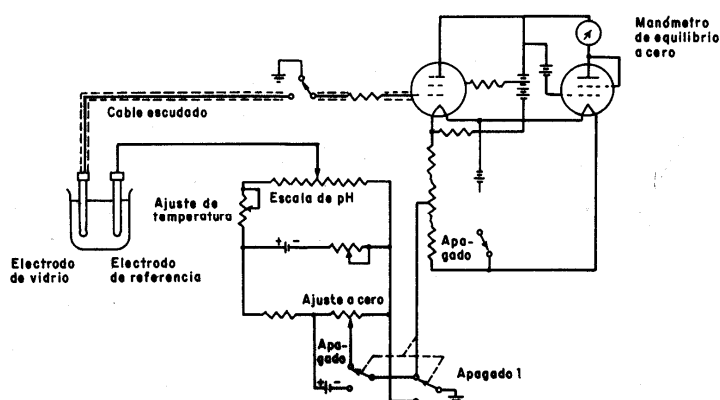 Manómetro
de equilibrio
a cero
Cable escudado
Escala de pH
Ajuste de
temperatura
+ -
Electrodo
de vidrio
Electrodo
de referencia
Apa-
gado
Ajuste a cero
Apa-
gado
+ -
Apagado 1